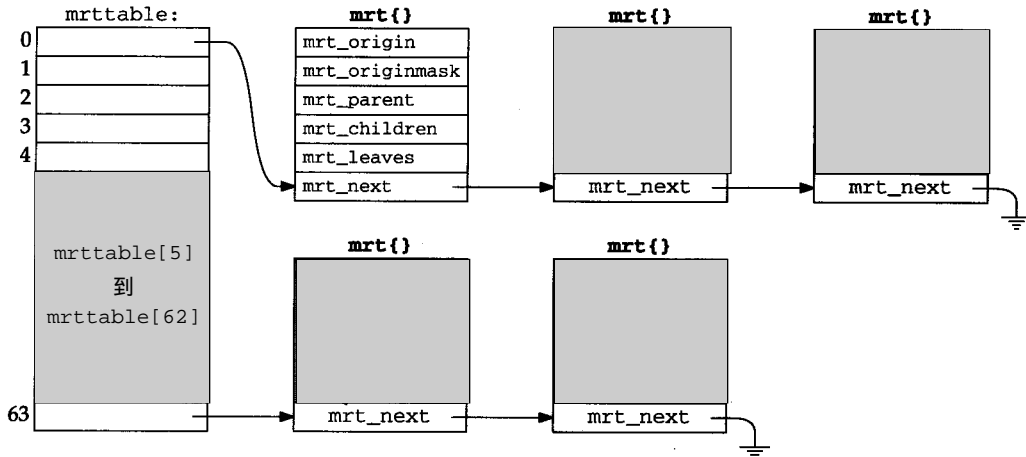 mrttable:
mrt{}
mrt{}
mrt{}
0
1
2
3
4
mrt_origin
mrt_originmask
mrt_parent
mrt_children
mrt_leaves
mrt_next
mrt_next
mrt_next
mrttable[5]
到
mrttable[62]
mrt{}
mrt{}
63
mrt_next
mrt_next